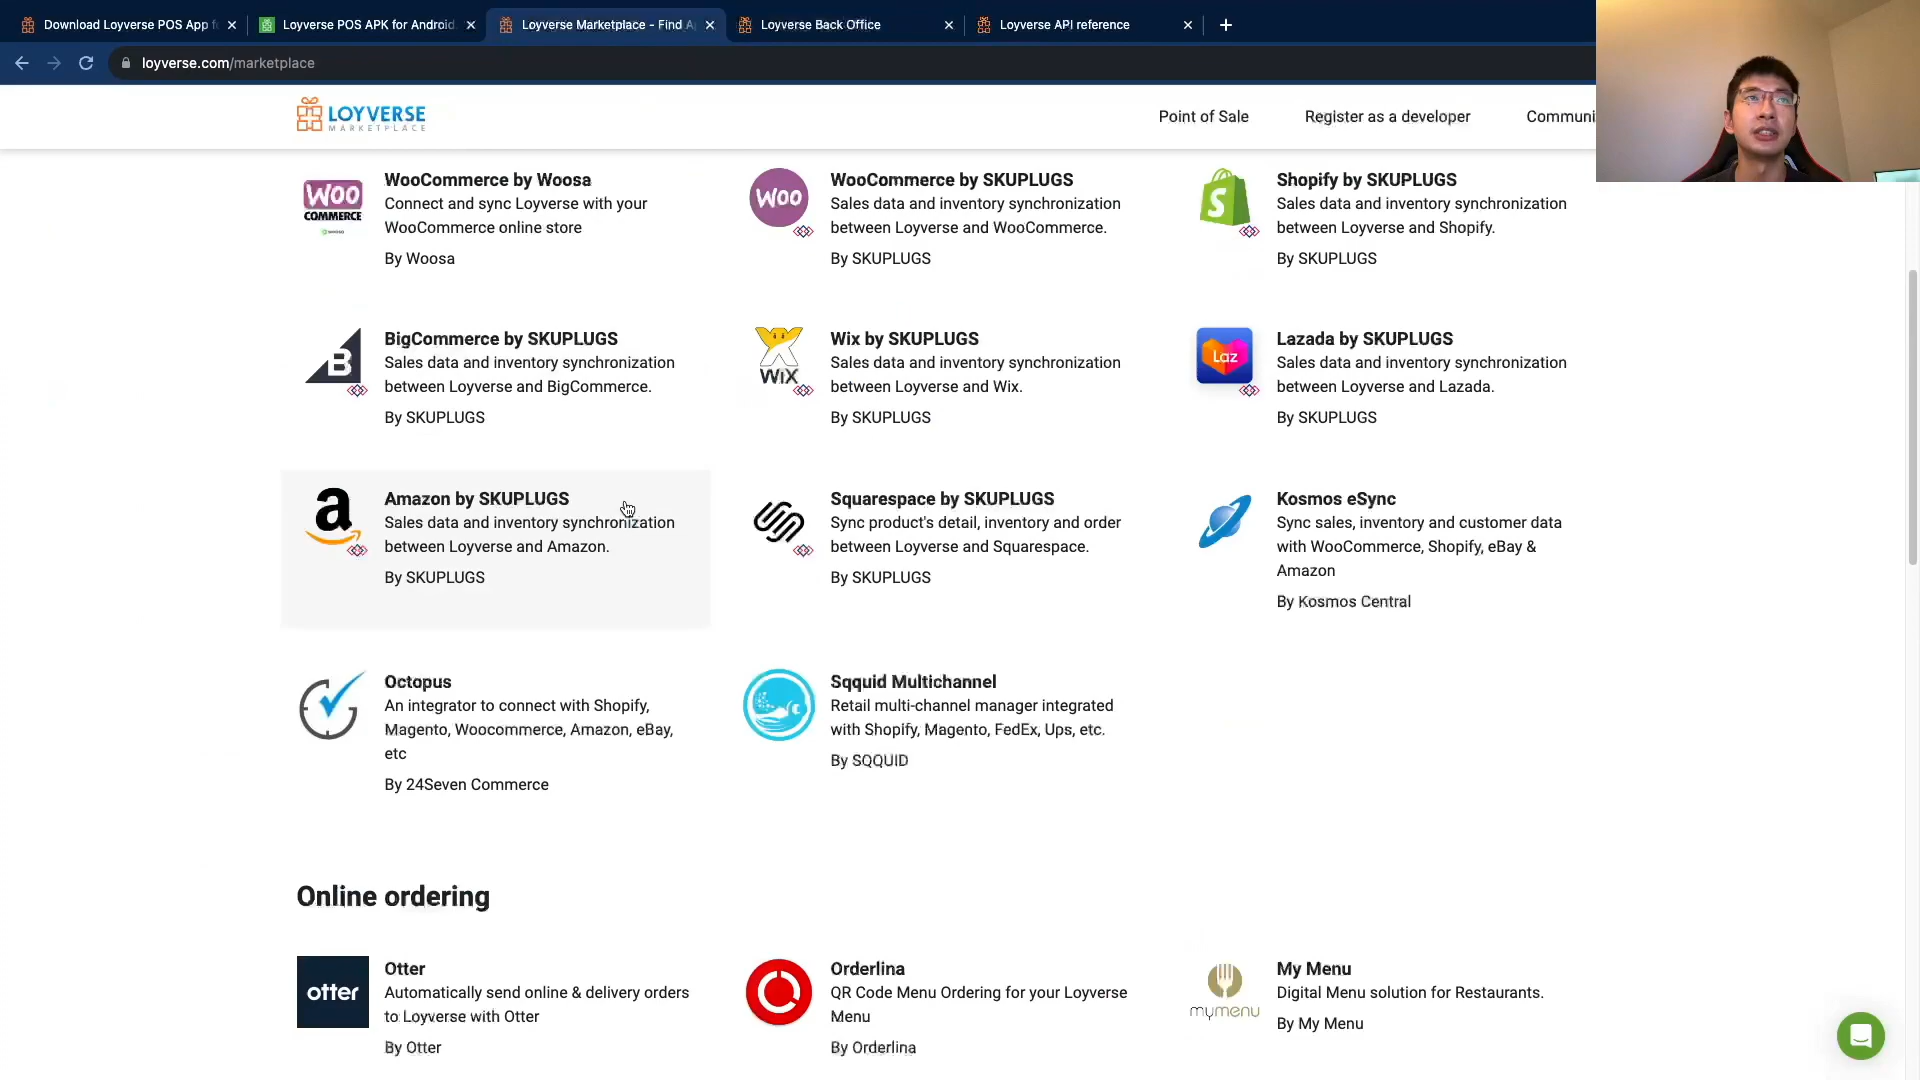 Download Loyverse POS App f
Loyverse POS APK for Android
Loyverse Marketplace - Find A
Loyverse Back Office
Loyverse API reference
loyverse.com/marketplace
LOYVERSE
MARKETPLACE
Point of Sale
Register as a developer
Communi
WOO
COMMERCE
WooCommerce by Woosa
Connect and sync Loyverse with your
WooCommerce online store
By Woosa
Woo
WooCommerce by SKUPLUGS
Sales data and inventory synchronization
between Loyverse and WooCommerce.
By SKUPLUGS
S
Shopify by SKUPLUGS
Sales data and inventory synchronization
between Loyverse and Shopify.
By SKUPLUGS
B
BigCommerce by SKUPLUGS
Sales data and inventory synchronization
between Loyverse and BigCommerce.
By SKUPLUGS
WiX
Wix by SKUPLUGS
Sales data and inventory synchronization
between Loyverse and Wix.
By SKUPLUGS
Laz
Lazada by SKUPLUGS
Sales data and inventory synchronization
between Loyverse and Lazada.
By SKUPLUGS
a
Amazon by SKUPLUGS
Sales data and inventory synchronization
between Loyverse and Amazon.
By SKUPLUGS
Squarespace by SKUPLUGS
Sync product's detail, inventory and order
between Loyverse and Squarespace.
By SKUPLUGS
Kosmos eSync
Sync sales, inventory and customer data
with WooCommerce, Shopify, eBay &
Amazon
By Kosmos Central
Octopus
An integrator to connect with Shopify,
Magento, Woocommerce, Amazon, eBay,
etc
By 24Seven Commerce
Sqquid Multichannel
Retail multi-channel manager integrated
with Shopify, Magento, FedEx, Ups, etc.
By SQQUID
Online ordering
otter
Otter
Automatically send online & delivery orders
to Loyverse with Otter
By Otter
Orderlina
QR Code Menu Ordering for your Loyverse
Menu
By Orderlina
mymenu
My Menu
Digital Menu solution for Restaurants.
By My Menu